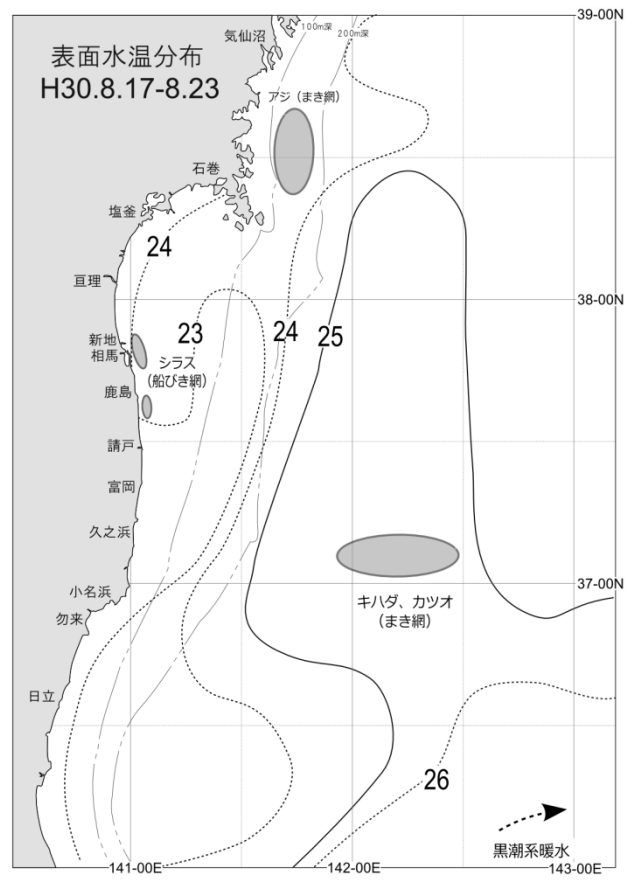 39-00N
100m深
200m深
気仙沼
表面水温分布
H30.8.17-8.23
アジ（まき網）
石巻
塩釜
24
亘理
38-00N
23
24
25
新地
相馬
シラス
（船びき網）
鹿島
請戸
富岡
久之浜
37-00N
小名浜
キハダ、カツオ
（まき網）
勿来
日立
26
黒潮系暖水
141-00E
142-00E
143-00E